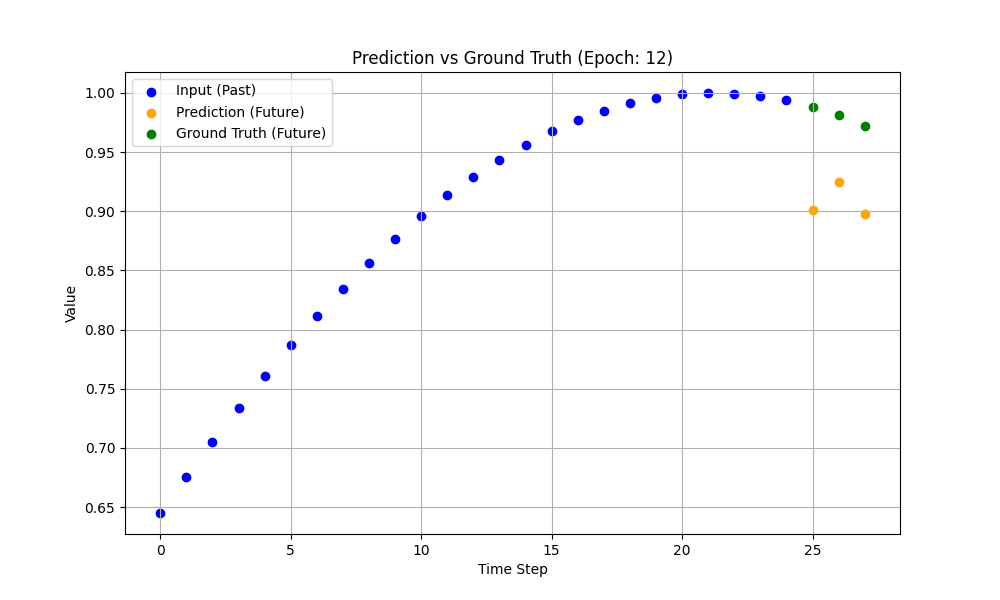 Prediction vs Ground Truth (Epoch: 12)
Input (Past)
Prediction (Future)
Ground Truth (Future)
1.00
0.95
0.90
0.85
0.80
0.75
0.70
0.65
Value
0 5 10 15 20 25
Time Step